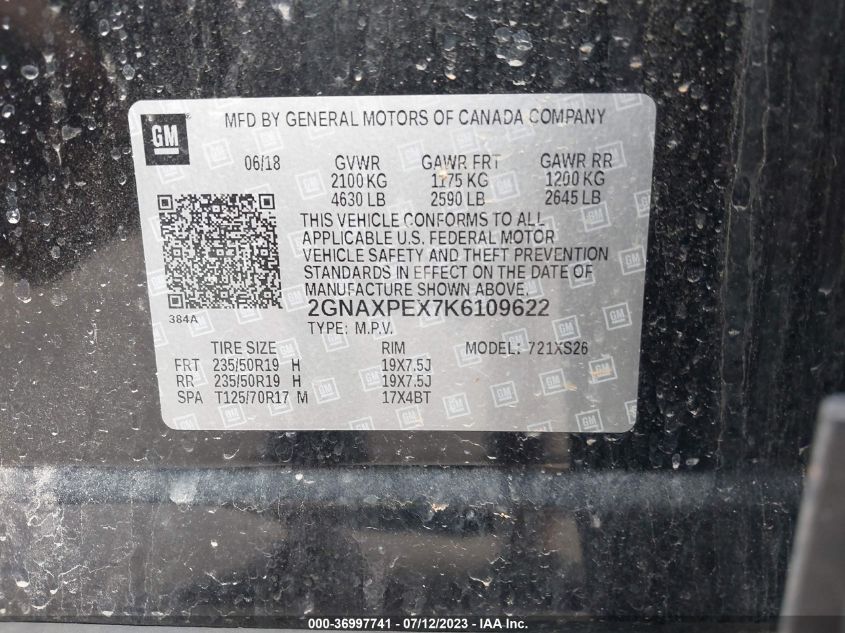 GM
MFD BY GENERAL MOTORS OF CANADA COMPANY
06/18 GVWR GAWR FRT GAWR RR
2100 KG 1175 KG 1200 KG
4630 LB 2590 LB 2645 LB
THIS VEHICLE CONFORMS TO ALL
APPLICABLE U.S. FEDERAL MOTOR
VEHICLE SAFETY AND THEFT PREVENTION
STANDARDS IN EFFECT ON THE DATE OF
MANUFACTURE SHOWN ABOVE.
384A
2GNAXPEX7K6109622
TYPE: M.P.V.
TIRE SIZE RIM MODEL: 721XS26
FRT 235/50R19 H 19X7.5J
RR 235/50R19 H 19X7.5J
SPA T125/70R17 M 17X4BT
000-36997741 - 07/12/2023 - © IAA Inc.